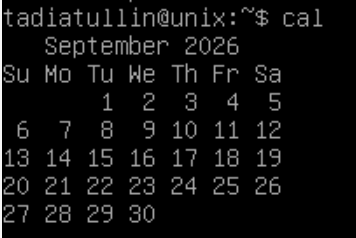 tadiatullin@unix:~$ cal
   September 2026
Su Mo Tu We Th Fr Sa
       1  2  3  4  5
 6  7  8  9 10 11 12
13 14 15 16 17 18 19
20 21 22 23 24 25 26
27 28 29 30